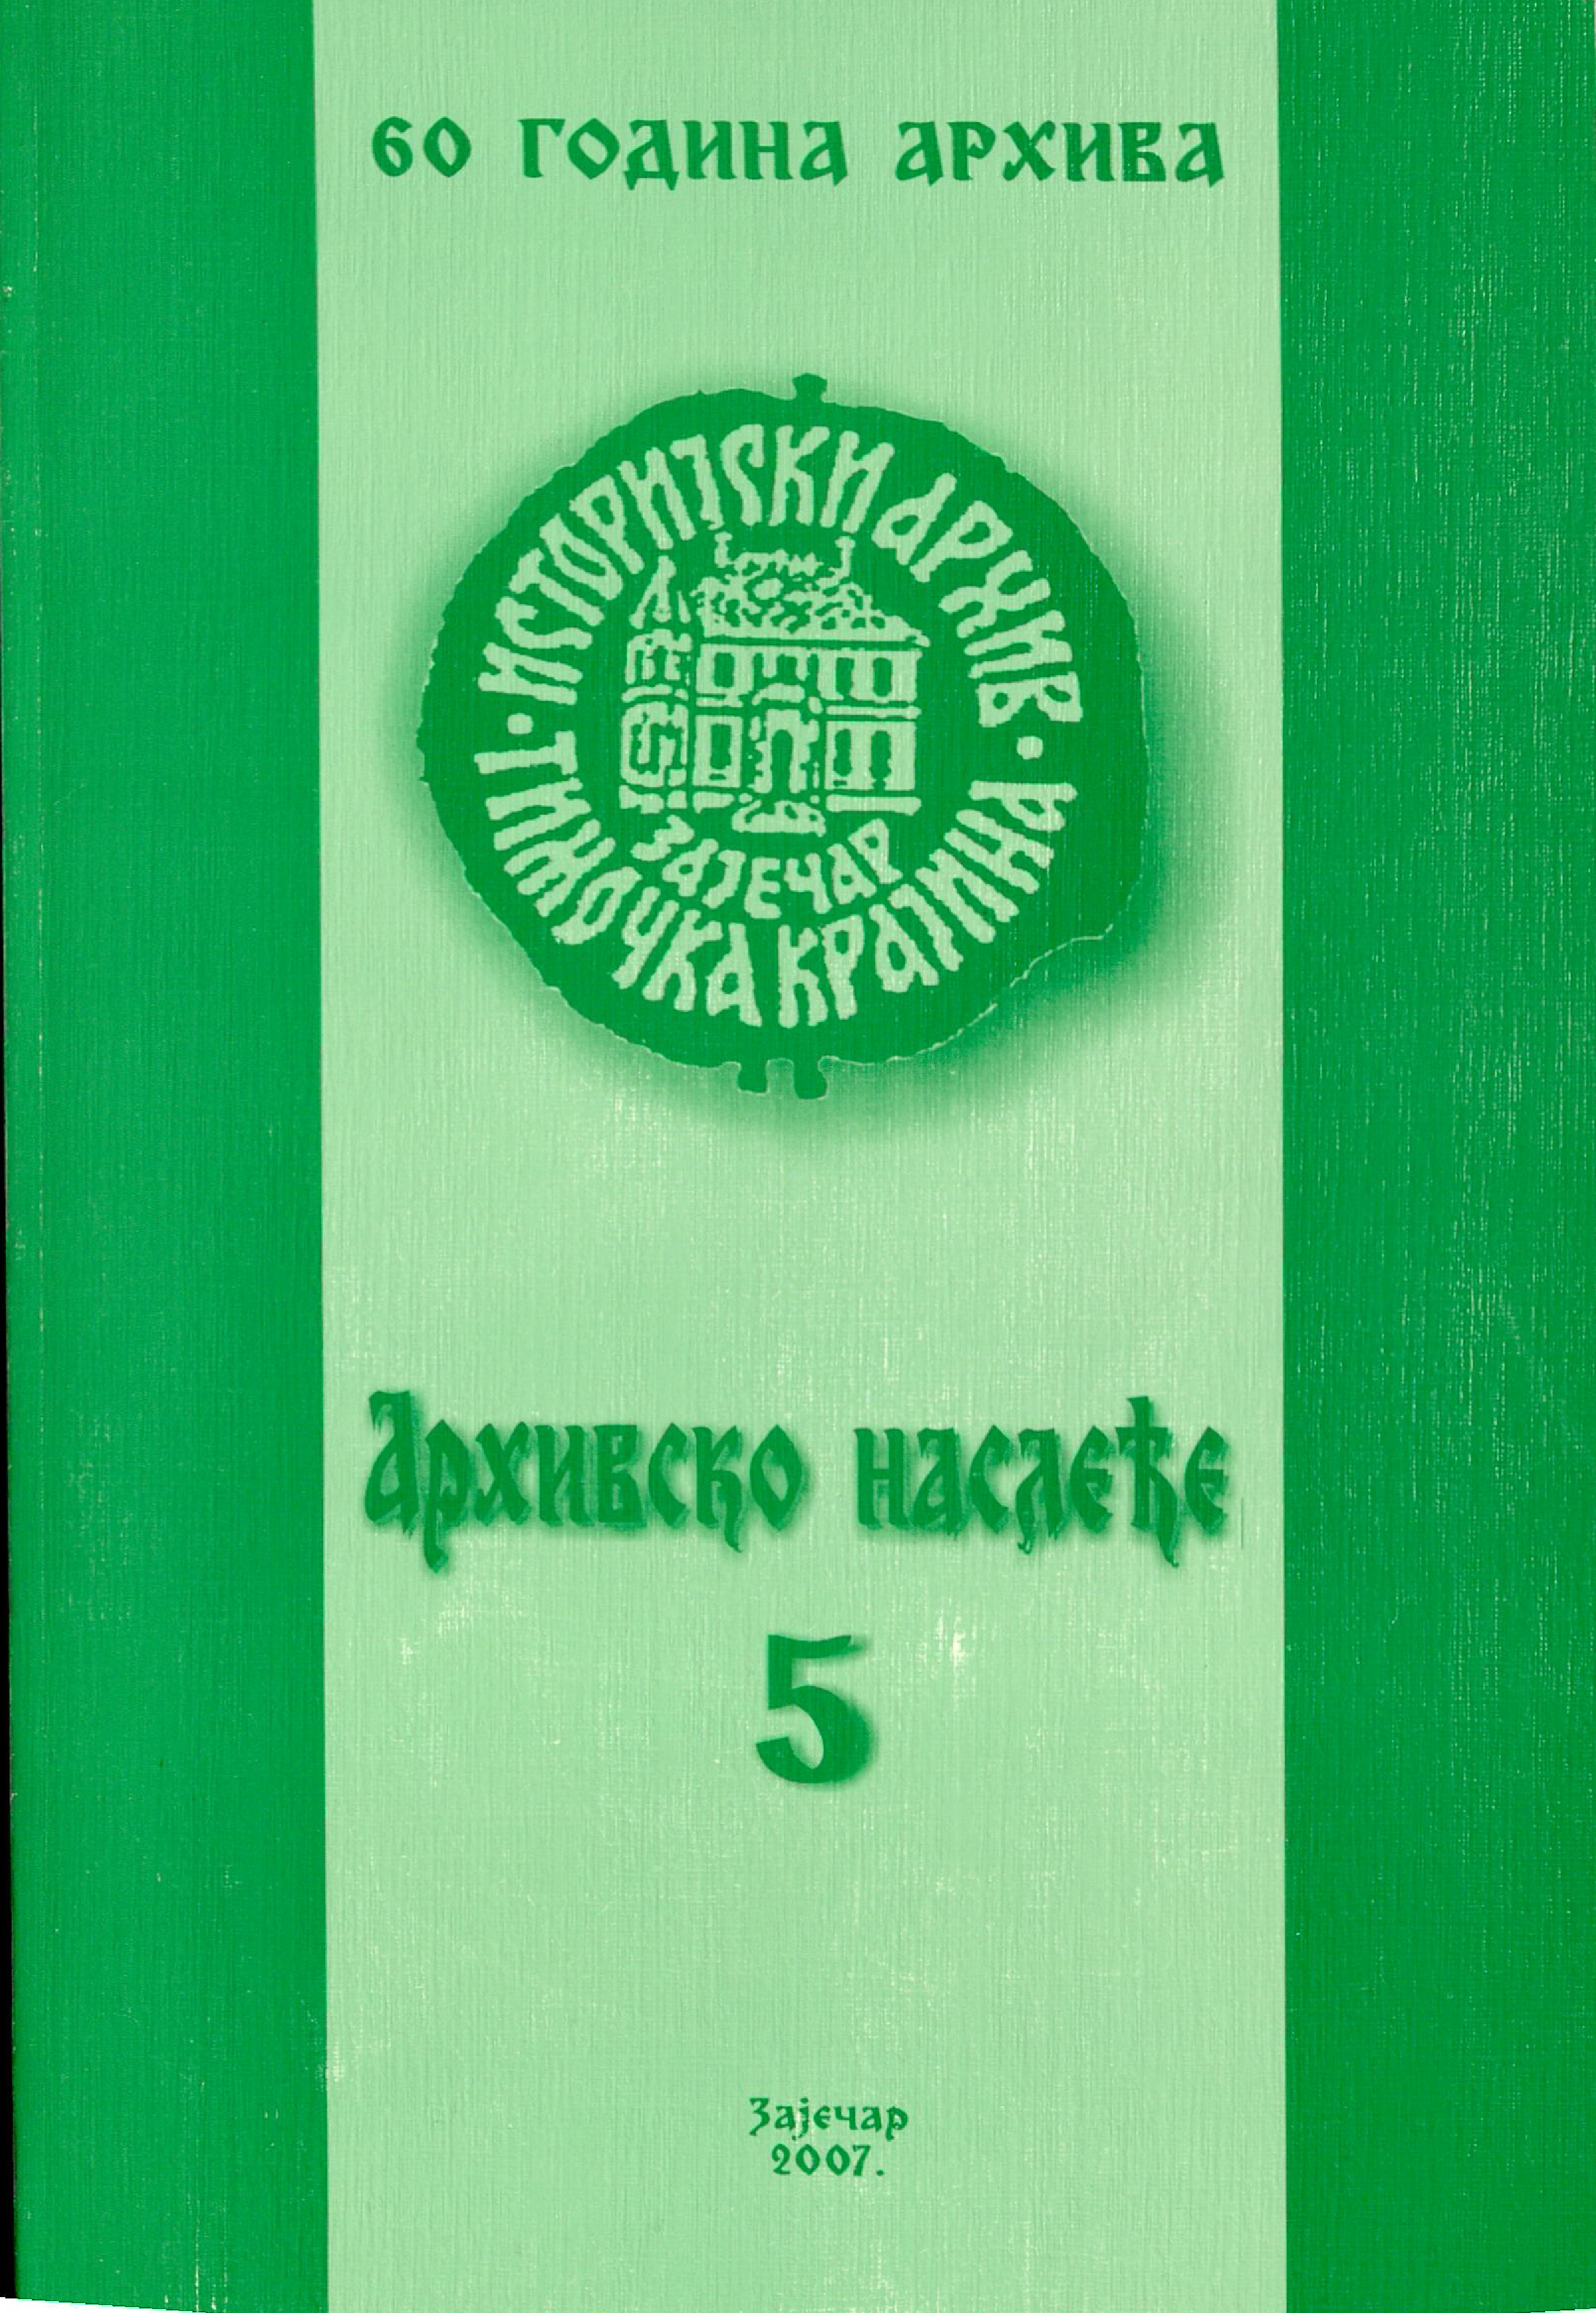 60 година архива
ИСТОРИЈСКИ АРХИВ
ТИМОЧКА КРАЈИНА
ЗАЈЕЧАР
Архивско наслеђе
5
Зајечар
2007.